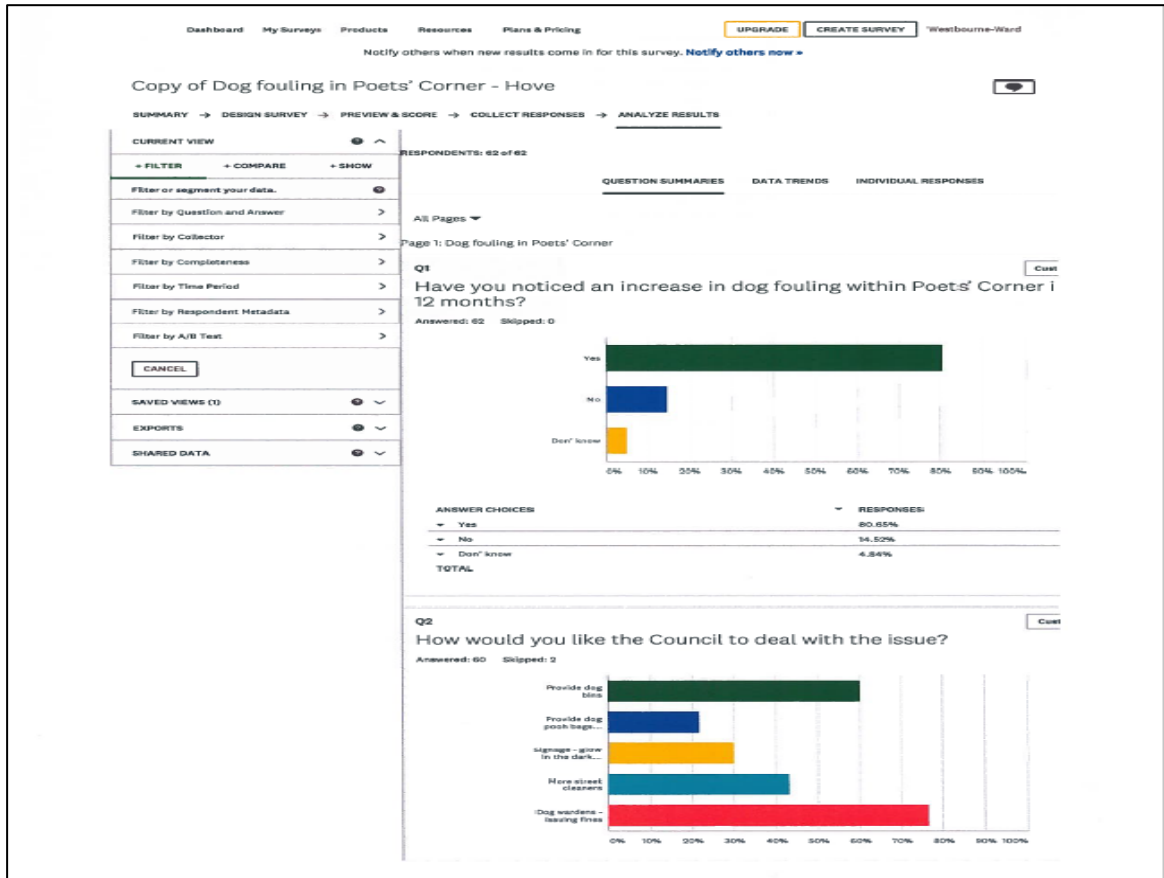 Dashboard My Surveys Products Resources Plans & Pricing UPGRADE CREATE SURVEY Westbourne-Ward
Notify others when new results come in for this survey. Notify others now »
Copy of Dog fouling in Poets' Corner - Hove
SUMMARY → DESIGN SURVEY → PREVIEW & SCORE → COLLECT RESPONSES → ANALYZE RESULTS
CURRENT VIEW
+ FILTER + COMPARE + SHOW
Filter or segment your data.
Filter by Question and Answer
Filter by Collector
Filter by Completeness
Filter by Time Period
Filter by Respondent Metadata
Filter by A/B Test
CANCEL
SAVED VIEWS (1)
EXPORTS
SHARED DATA
RESPONDENTS: 62 of 62
QUESTION SUMMARIES DATA TRENDS INDIVIDUAL RESPONSES
All Pages
Page 1: Dog fouling in Poets' Corner
Q1 Cust
Have you noticed an increase in dog fouling within Poets' Corner i
12 months?
Answered: 62 Skipped: 0
Yes
No
Don' know
0% 10% 20% 30% 40% 50% 60% 70% 80% 90% 100%
ANSWER CHOICES RESPONSES
Yes 80.65%
No 14.52%
Don' know 4.84%
TOTAL
Q2 Cust
How would you like the Council to deal with the issue?
Answered: 60 Skipped: 2
Provide dog
bins
Provide dog
pooh bags...
Signage - glow
in the dark...
More street
cleaners
Dog wardens -
issuing fines
0% 10% 20% 30% 40% 50% 60% 70% 80% 90% 100%